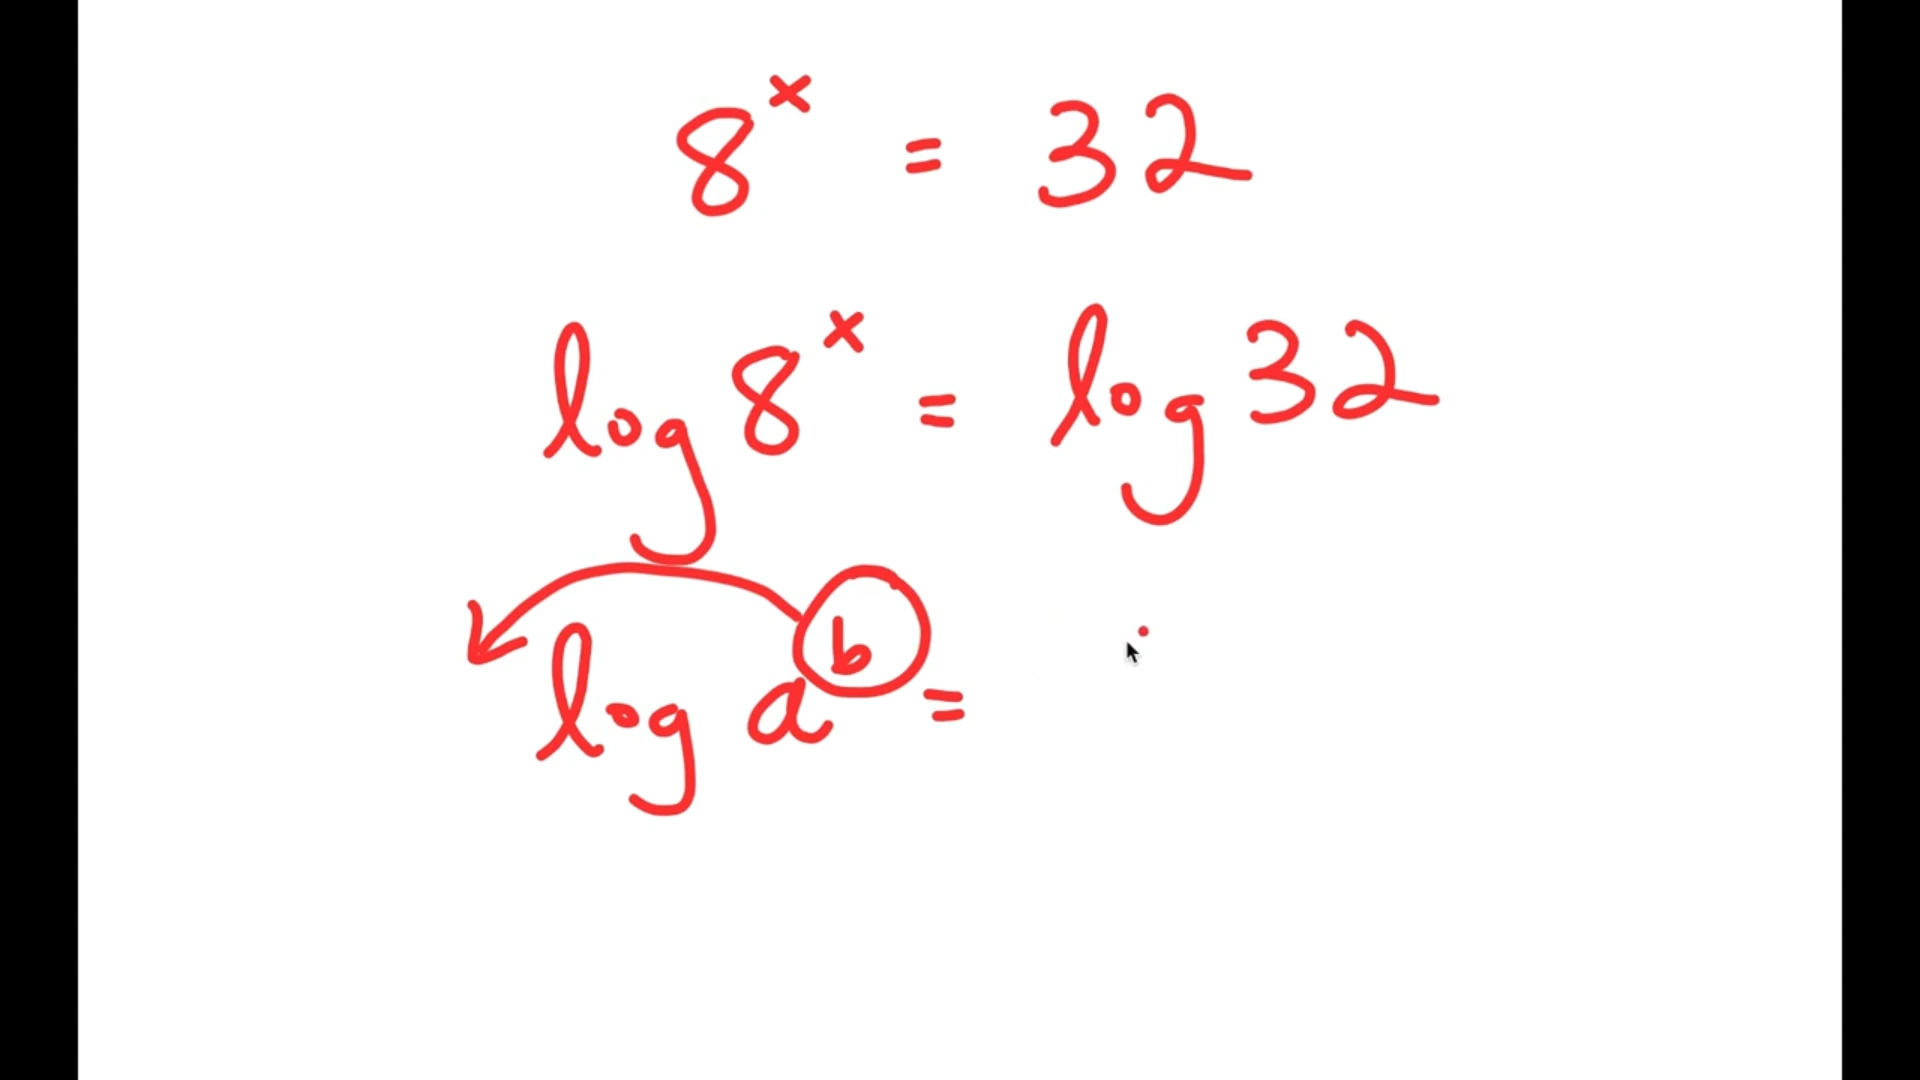 8^x = 32
log 8^x = log 32
log a^b =